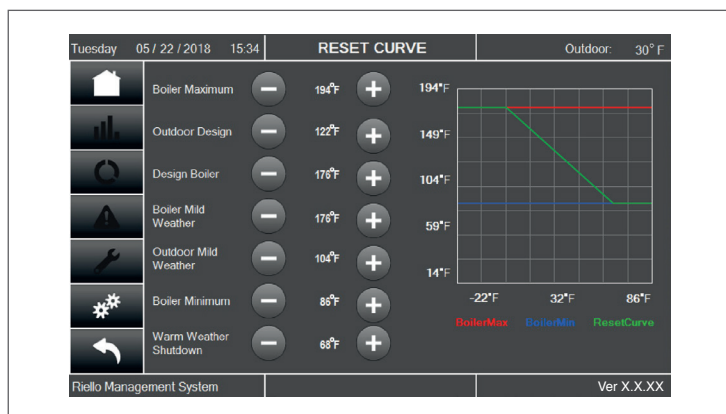 Tuesday 05 / 22 / 2018 15:34 RESET CURVE Outdoor: 30°F
Boiler Maximum 194°F
Outdoor Design 122°F
Design Boiler 176°F
Boiler Mild
Weather 176°F
Outdoor Mild
Weather 104°F
Boiler Minimum 86°F
Warm Weather
Shutdown 68°F
194°F
149°F
104°F
59°F
14°F
-22°F 32°F 86°F
BoilerMax BoilerMin ResetCurve
Riello Management System Ver X.X.XX